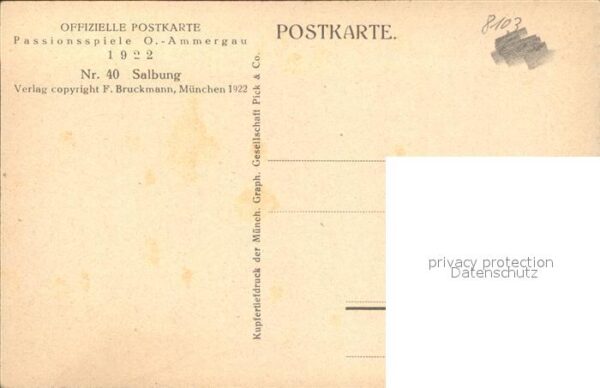 OFFIZIELLE POSTKARTE
Passionsspiele O.-Ammergau
1922
Nr. 40 Salbung
Verlag copyright F. Bruckmann, München 1922
Kupfertiefdruck der Münch. Graph. Gesellschaft Pick & Co.
POSTKARTE.
8103
privacy protection
Datenschutz